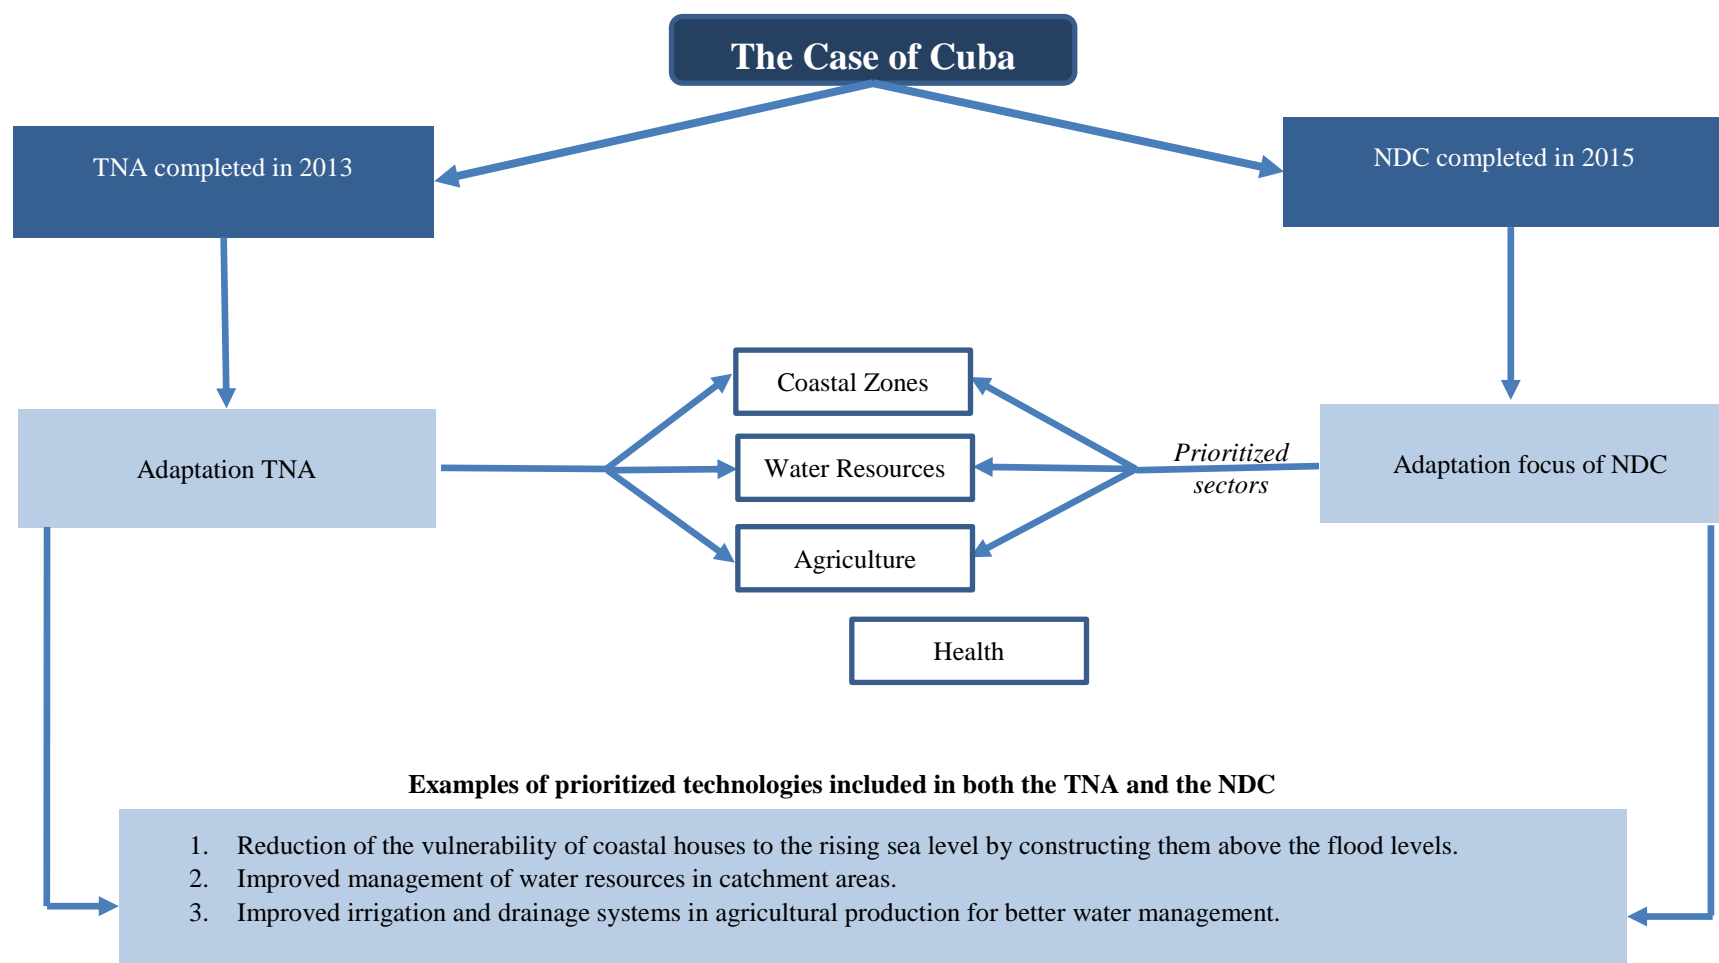 The Case of Cuba
TNA completed in 2013
NDC completed in 2015
Coastal Zones
Water Resources
Agriculture
Health
Adaptation TNA
Prioritized
sectors
Adaptation focus of NDC
Examples of prioritized technologies included in both the TNA and the NDC
1. Reduction of the vulnerability of coastal houses to the rising sea level by constructing them above the flood levels.
2. Improved management of water resources in catchment areas.
3. Improved irrigation and drainage systems in agricultural production for better water management.